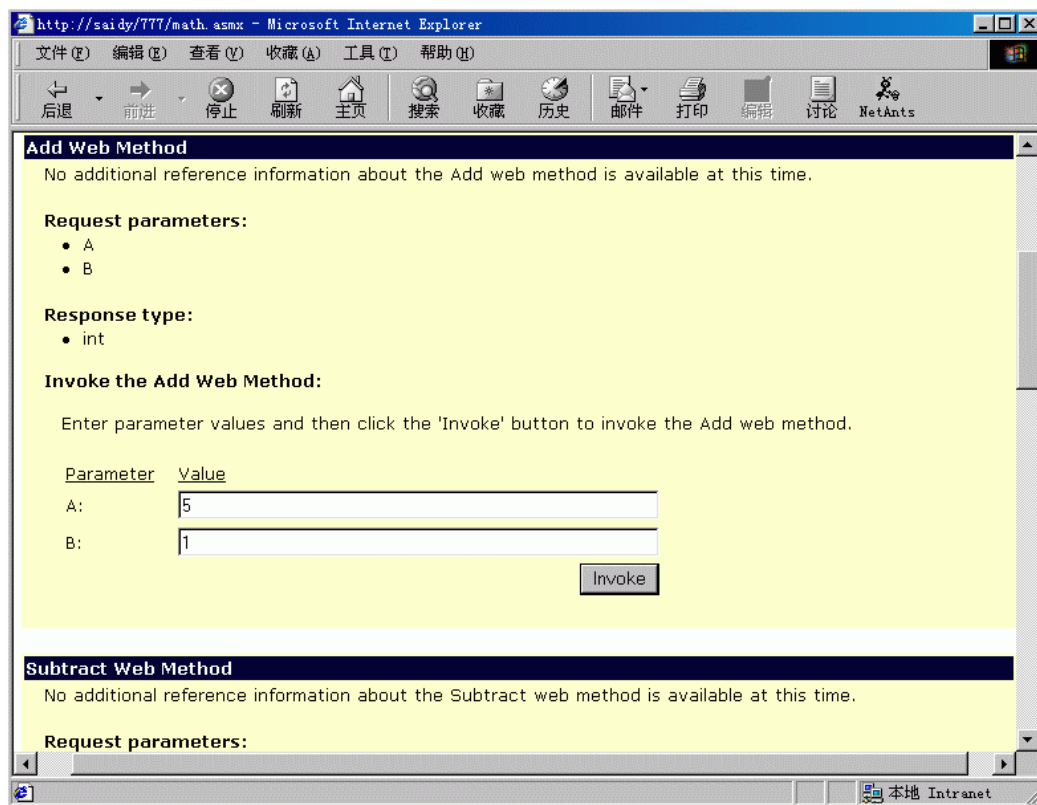 http://saidy/777/math.asmx - Microsoft Internet Explorer
文件(F) 编辑(E) 查看(V) 收藏(A) 工具(T) 帮助(H)
后退 前进 停止 刷新 主页 搜索 收藏 历史 邮件 打印 编辑 讨论 NetAnts
Add Web Method
No additional reference information about the Add web method is available at this time.
Request parameters:
• A
• B
Response type:
• int
Invoke the Add Web Method:
Enter parameter values and then click the 'Invoke' button to invoke the Add web method.
Parameter Value
A: 5
B: 1
Invoke
Subtract Web Method
No additional reference information about the Subtract web method is available at this time.
Request parameters:
本地 Intranet